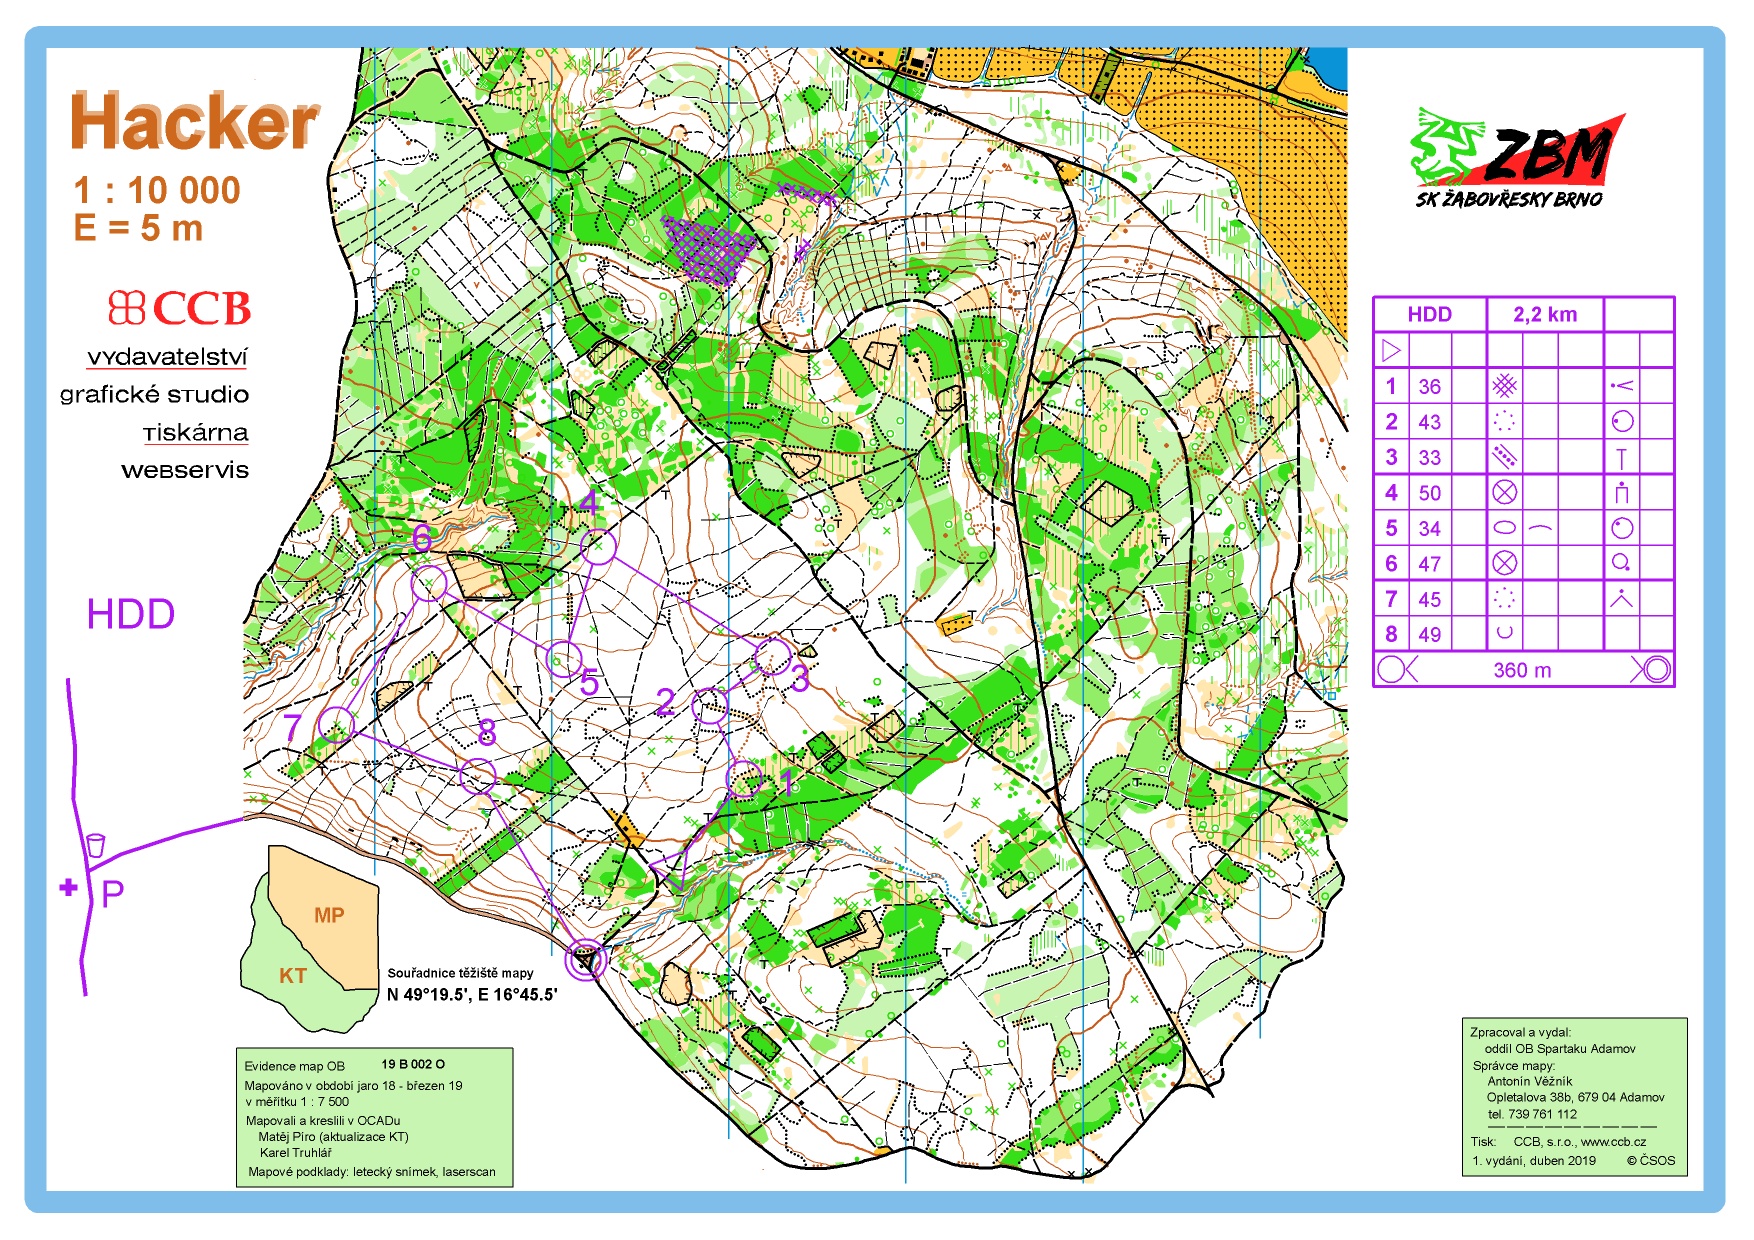 Hacker
1 : 10 000
E = 5 m
CCB
vydavatelství
grafické studio
tiskárna
webservis
HDD
P
MP
KT
Souřadnice těžiště mapy
N 49°19.5', E 16°45.5'
Evidence map OB 19 B 002 O
Mapováno v období jaro 18 - březen 19
v měřítku 1 : 7 500
Mapovali a kreslili v OCADu
Matěj Piro (aktualizace KT)
Karel Truhlář
Mapové podklady: letecký snímek, laserscan
4
6
5
3
2
7
8
1
ZBM
SK ŽABOVŘESKY BRNO
HDD 2,2 km
1 36
2 43
3 33
4 50
5 34
6 47
7 45
8 49
360 m
Zpracoval a vydal:
oddíl OB Spartaku Adamov
Správce mapy:
Antonín Věžník
Opletalova 38b, 679 04 Adamov
tel. 739 761 112
Tisk: CCB, s.r.o., www.ccb.cz
1. vydání, duben 2019 © ČSOS